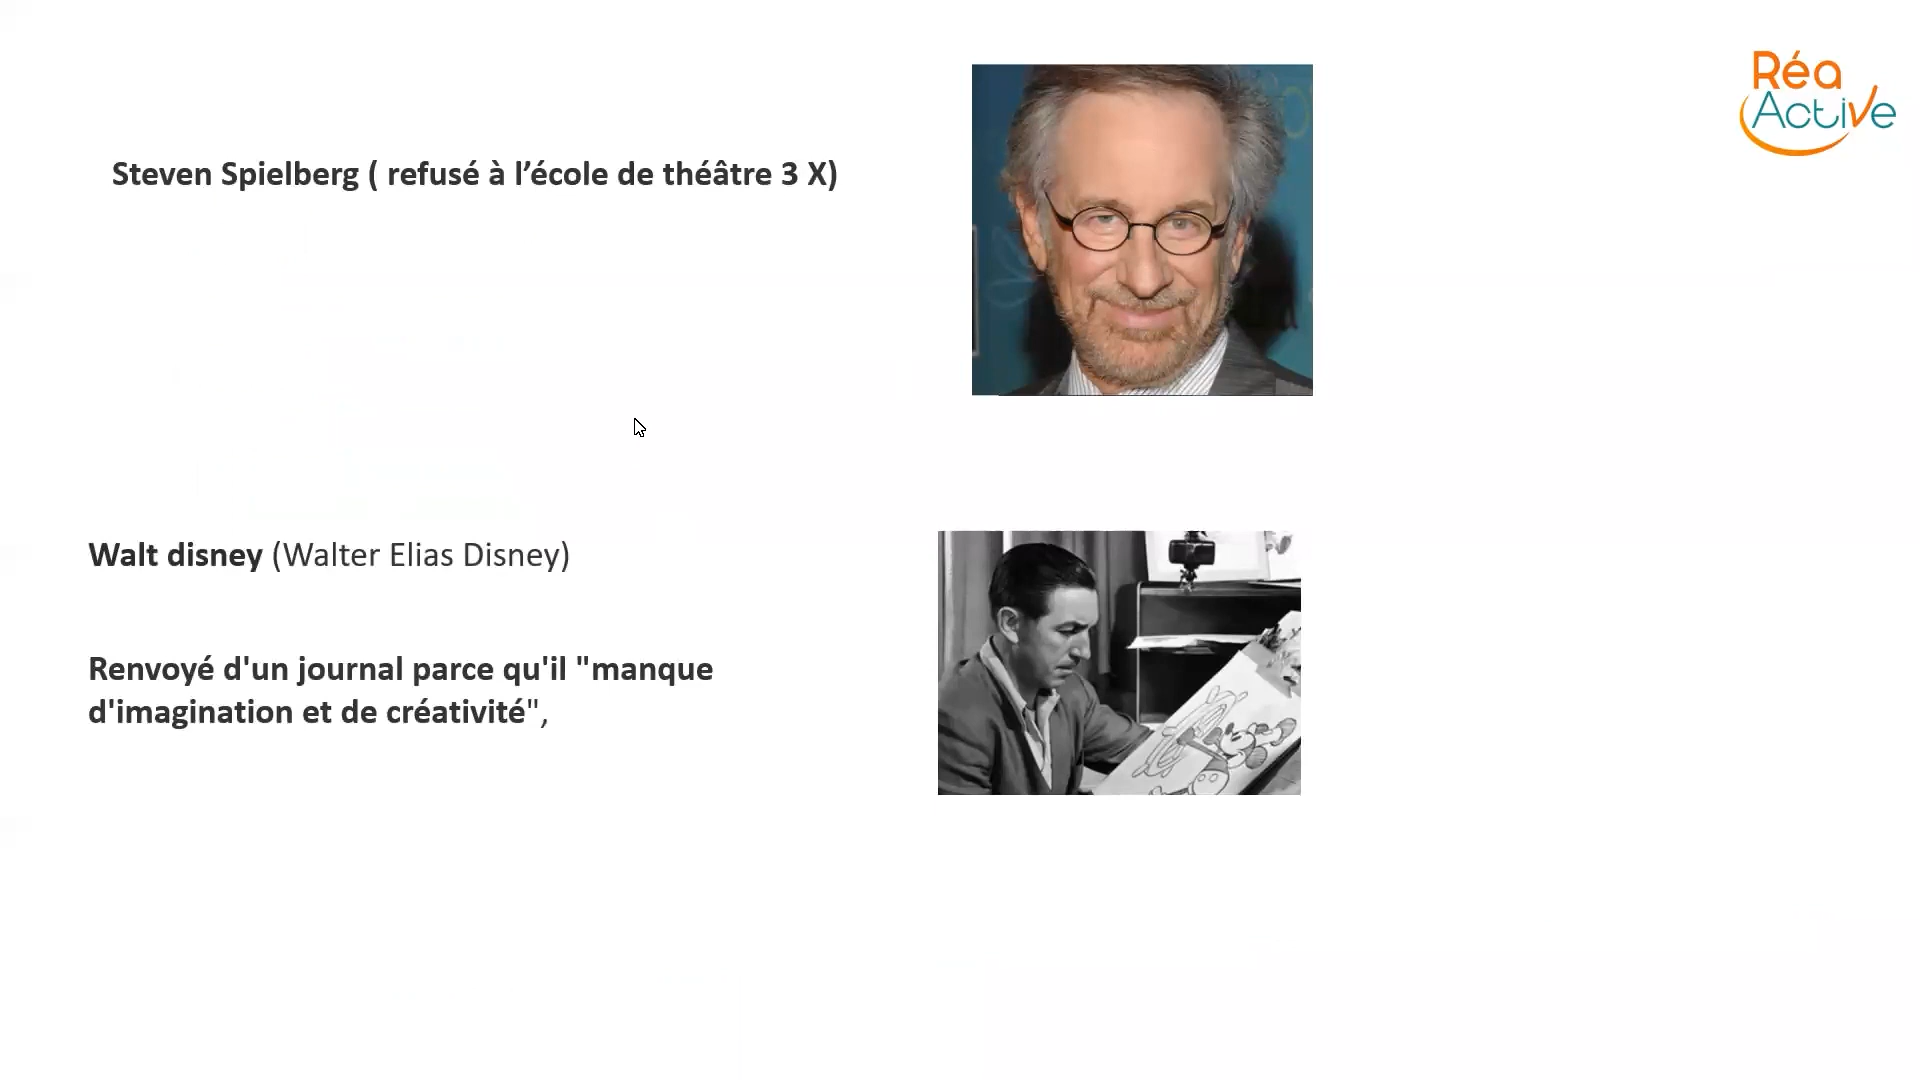 Réa
Active
Steven Spielberg ( refusé à l’école de théâtre 3 X)
Walt disney (Walter Elias Disney)
Renvoyé d'un journal parce qu'il "manque
d'imagination et de créativité",